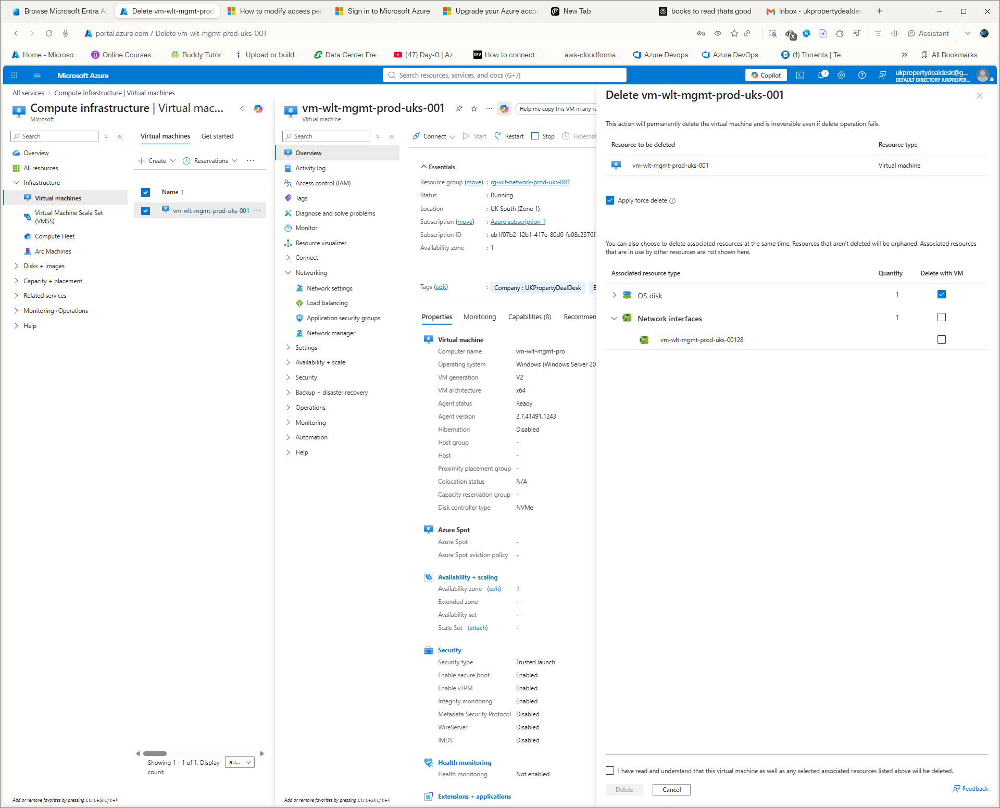 Browse Microsoft Entra Ap
Delete vm-wlt-mgmt-prod
How to modify access per
Sign in to Microsoft Azure
Upgrade your Azure accou
New Tab
books to read thats good
Inbox - ukpropertydealdes
portal.azure.com / Delete vm-wlt-mgmt-prod-uks-001
Assistant
Home - Microso...
Online Courses...
Buddy Tutor
Upload or build...
Data Center Fre...
(47) Day-0 | Az...
How to connect...
aws-cloudforma...
Azure Devops
Azure DevOps...
(1) Torrents | Te...
All Bookmarks
Microsoft Azure
Search resources, services, and docs (G+/)
Copilot
1
ukpropertydealdesk@g...
DEFAULT DIRECTORY (UKPROPER...
All services > Compute infrastructure | Virtual machines
Compute infrastructure | Virtual mac...
Microsoft
Search
Overview
All resources
Infrastructure
Virtual machines
Virtual Machine Scale Set
(VMSS)
Compute Fleet
Arc Machines
Disks + images
Capacity + placement
Related services
Monitoring+Operations
Help
Add or remove favorites by pressing Ctrl+Shift+F
Virtual machines
Get started
Create
Reservations
Name ↑
vm-wlt-mgmt-prod-uks-001
Showing 1 - 1 of 1. Display
count:
au...
vm-wlt-mgmt-prod-uks-001
Virtual machine
Help me copy this VM in any re
Search
Overview
Activity log
Access control (IAM)
Tags
Diagnose and solve problems
Monitor
Resource visualizer
Connect
Networking
Network settings
Load balancing
Application security groups
Network manager
Settings
Availability + scale
Security
Backup + disaster recovery
Operations
Monitoring
Automation
Help
Add or remove favorites by pressing Ctrl+Shift+F
Connect
Start
Restart
Stop
Hibernat
Essentials
Resource group (move) : rg-wlt-network-prod-uks-001
Status : Running
Location : UK South (Zone 1)
Subscription (move) : Azure subscription 1
Subscription ID : eb1f07b2-12b1-417e-80d0-fe08c2376f
Availability zone : 1
Tags (edit) : Company : UKPropertyDealDesk E
Properties
Monitoring
Capabilities (8)
Recommen
Virtual machine
Computer name vm-wlt-mgmt-pro
Operating system Windows (Windows Server 20
VM generation V2
VM architecture x64
Agent status Ready
Agent version 2.7.41491.1243
Hibernation Disabled
Host group -
Host -
Proximity placement group -
Colocation status N/A
Capacity reservation group -
Disk controller type NVMe
Azure Spot
Azure Spot -
Azure Spot eviction policy -
Availability + scaling
Availability zone (edit) 1
Extended zone -
Availability set -
Scale Set (attach) -
Security
Security type Trusted launch
Enable secure boot Enabled
Enable vTPM Enabled
Integrity monitoring Enabled
Metadata Security Protocol Disabled
WireServer Disabled
IMDS Disabled
Health monitoring
Health monitoring Not enabled
Extensions + applications
Delete vm-wlt-mgmt-prod-uks-001
This action will permanently delete the virtual machine and is irreversible even if delete operation fails.
Resource to be deleted Resource type
vm-wlt-mgmt-prod-uks-001 Virtual machine
Apply force delete
You can also choose to delete associated resources at the same time. Resources that aren't deleted will be orphaned. Associated resources
that are in use by other resources are not shown here.
Associated resource type Quantity Delete with VM
OS disk 1
Network interfaces 1
vm-wlt-mgmt-prod-uks-00128
I have read and understand that this virtual machine as well as any selected associated resources listed above will be deleted.
Delete
Cancel
Feedback